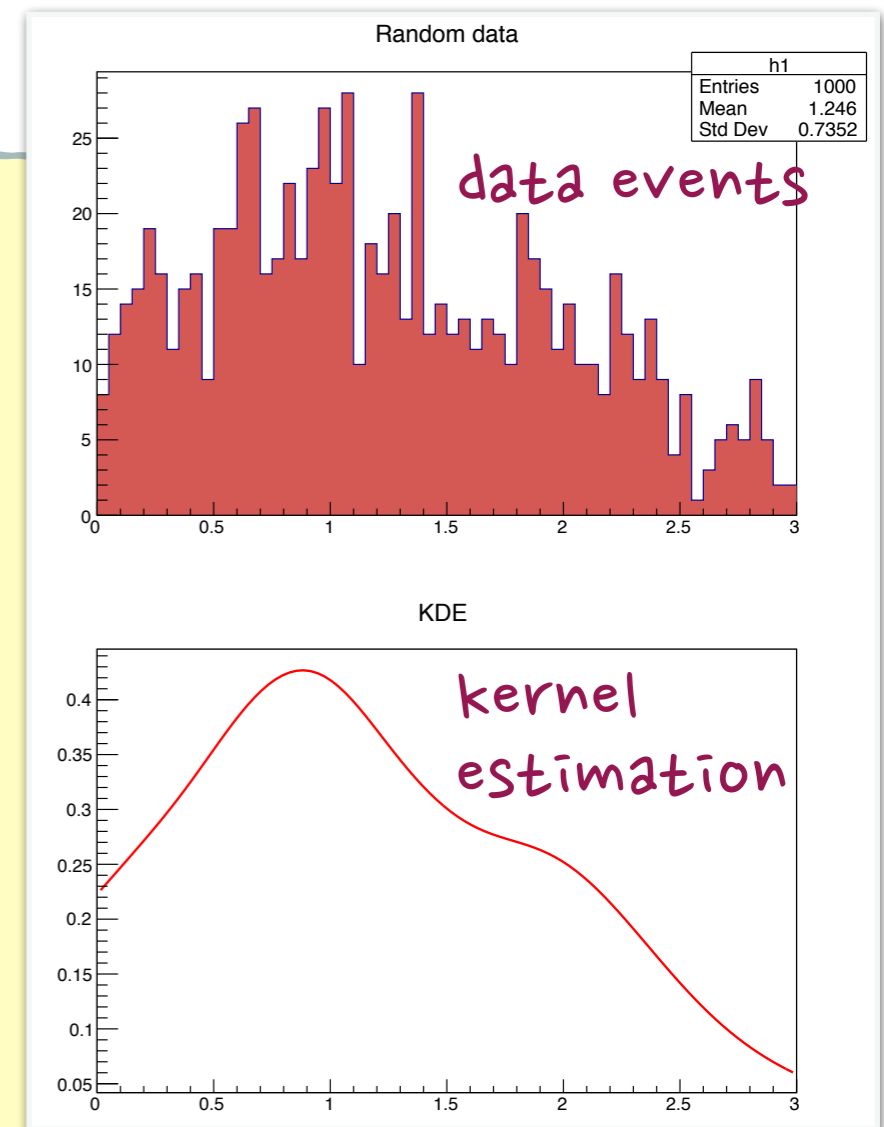 Random data
h1
Entries 1000
Mean 1.246
Std Dev 0.7352
data events
25
20
15
10
5
0
0 0.5 1 1.5 2 2.5 3
KDE
kernel
estimation
0.4
0.35
0.3
0.25
0.2
0.15
0.1
0.05
0 0.5 1 1.5 2 2.5 3